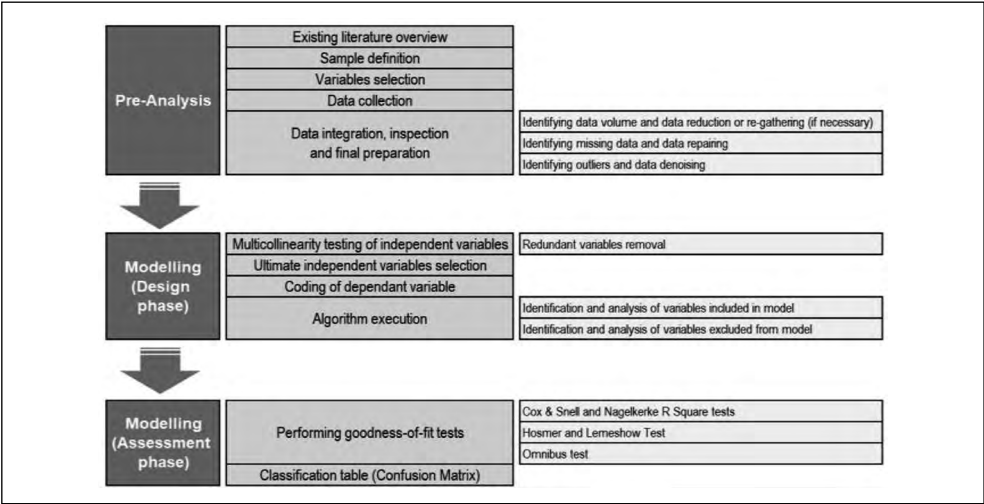 Pre-Analysis
Existing literature overview
Sample definition
Variables selection
Data collection
Data integration, inspection
and final preparation
Identifying data volume and data reduction or re-gathering (if necessary)
Identifying missing data and data repairing
Identifying outliers and data denoising
Modelling
(Design
phase)
Multicollinearity testing of independent variables
Redundant variables removal
Ultimate independent variables selection
Coding of dependant variable
Algorithm execution
Identification and analysis of variables included in model
Identification and analysis of variables excluded from model
Modelling
(Assessment
phase)
Performing goodness-of-fit tests
Cox & Snell and Nagelkerke R Square tests
Hosmer and Lemeshow Test
Omnibus test
Classification table (Confusion Matrix)